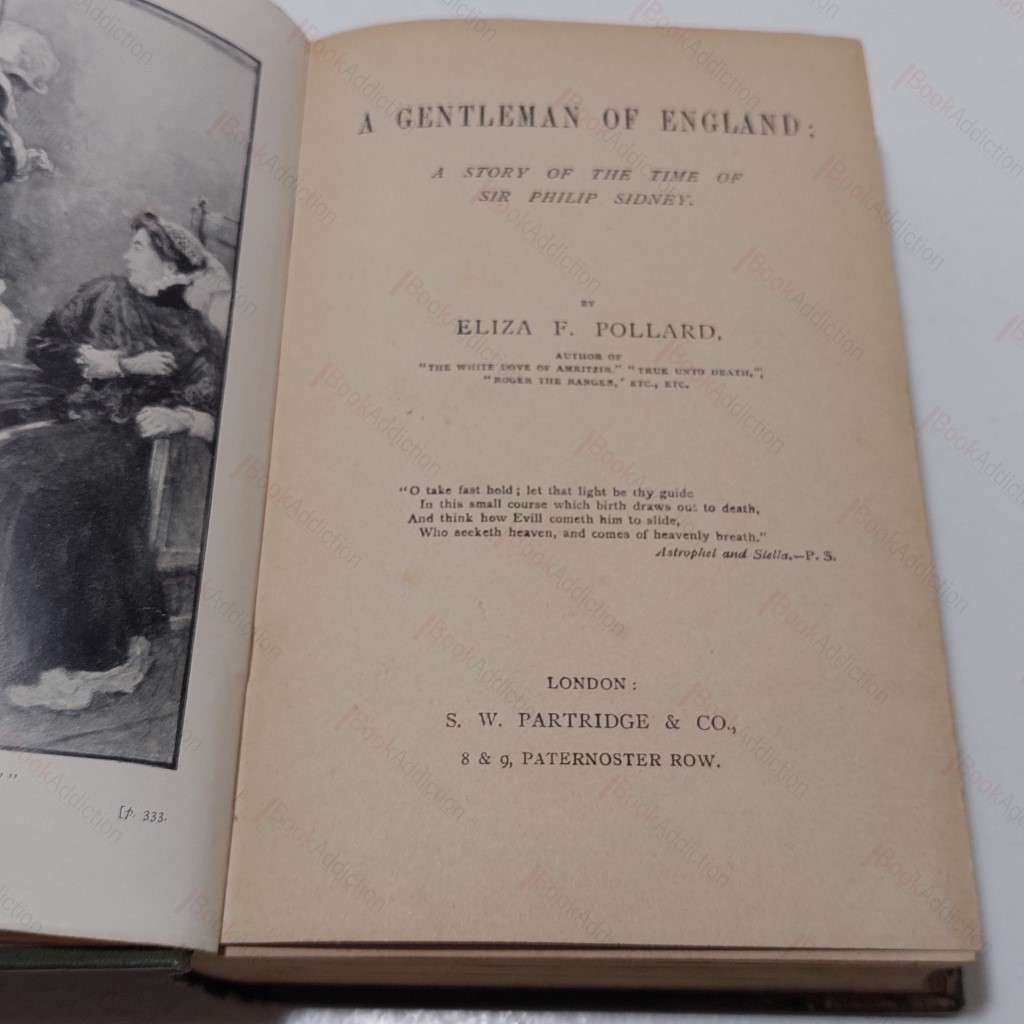 ," 
[p. 333.
A GENTLEMAN OF ENGLAND:
A STORY OF THE TIME OF
SIR PHILIP SIDNEY.
BY
ELIZA F. POLLARD,
AUTHOR OF
"THE WHITE DOVE OF AMRITZIR," "TRUE UNTO DEATH,",
"ROGER THE RANGER," ETC., ETC.
"O take fast hold; let that light be thy guide
In this small course which birth draws out to death,
And think how Evill cometh him to slide,
Who seeketh heaven, and comes of heavenly breath."
Astrophel and Stella.—P. S.
LONDON:
S. W. PARTRIDGE & CO.,
8 & 9, PATERNOSTER ROW.
BookAddiction